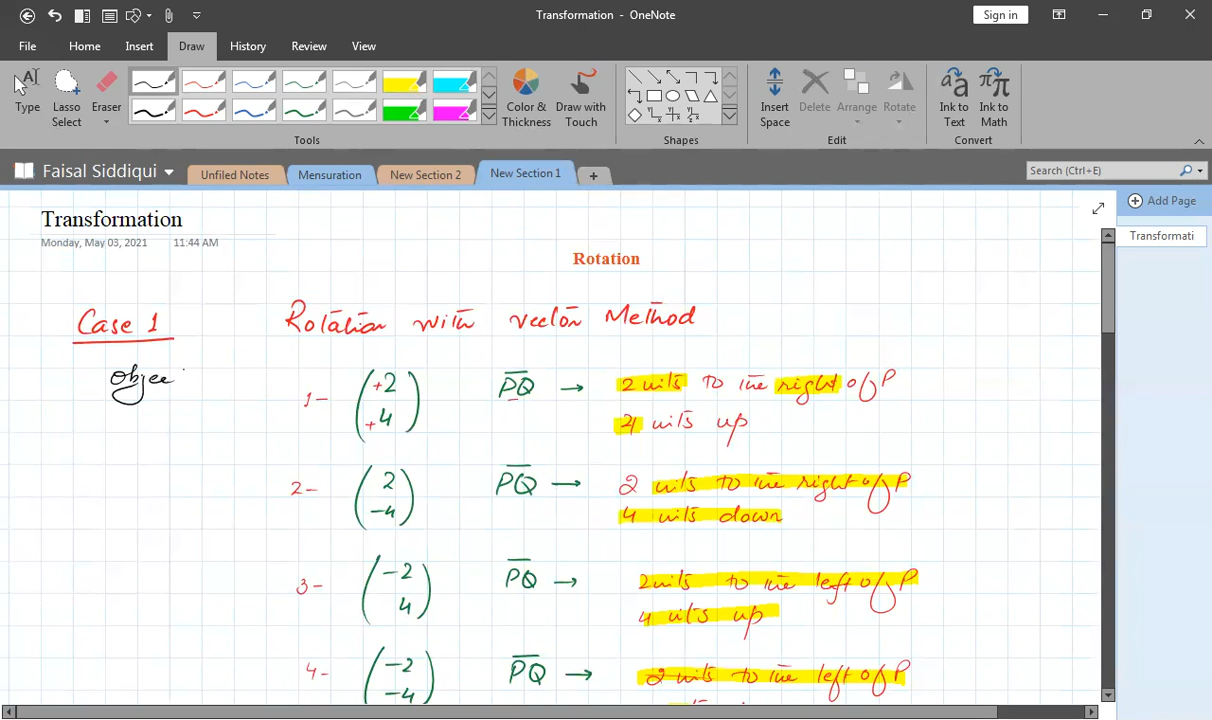 Transformation - OneNote
Sign in
File Home Insert Draw History Review View
Type
Lasso Select
Eraser
Color & Thickness
Draw with Touch
Insert Space
Delete
Arrange
Rotate
Ink to Text
Ink to Math
Tools
Shapes
Edit
Convert
Faisal Siddiqui
Unfiled Notes
Mensuration
New Section 2
New Section 1
Search (Ctrl+E)
Add Page
Transformati
Transformation
Monday, May 03, 2021 11:44 AM
Rotation
Case 1 Rotation with vector Method
Objec
1- (+2 +4) PQ → 2 units to the right of P
4 units up
2- (2 -4) PQ → 2 units to the right of P
4 units down
3- (-2 4) PQ → 2 units to the left of P
4 units up
4- (-2 -4) PQ → 2 units to the left of P